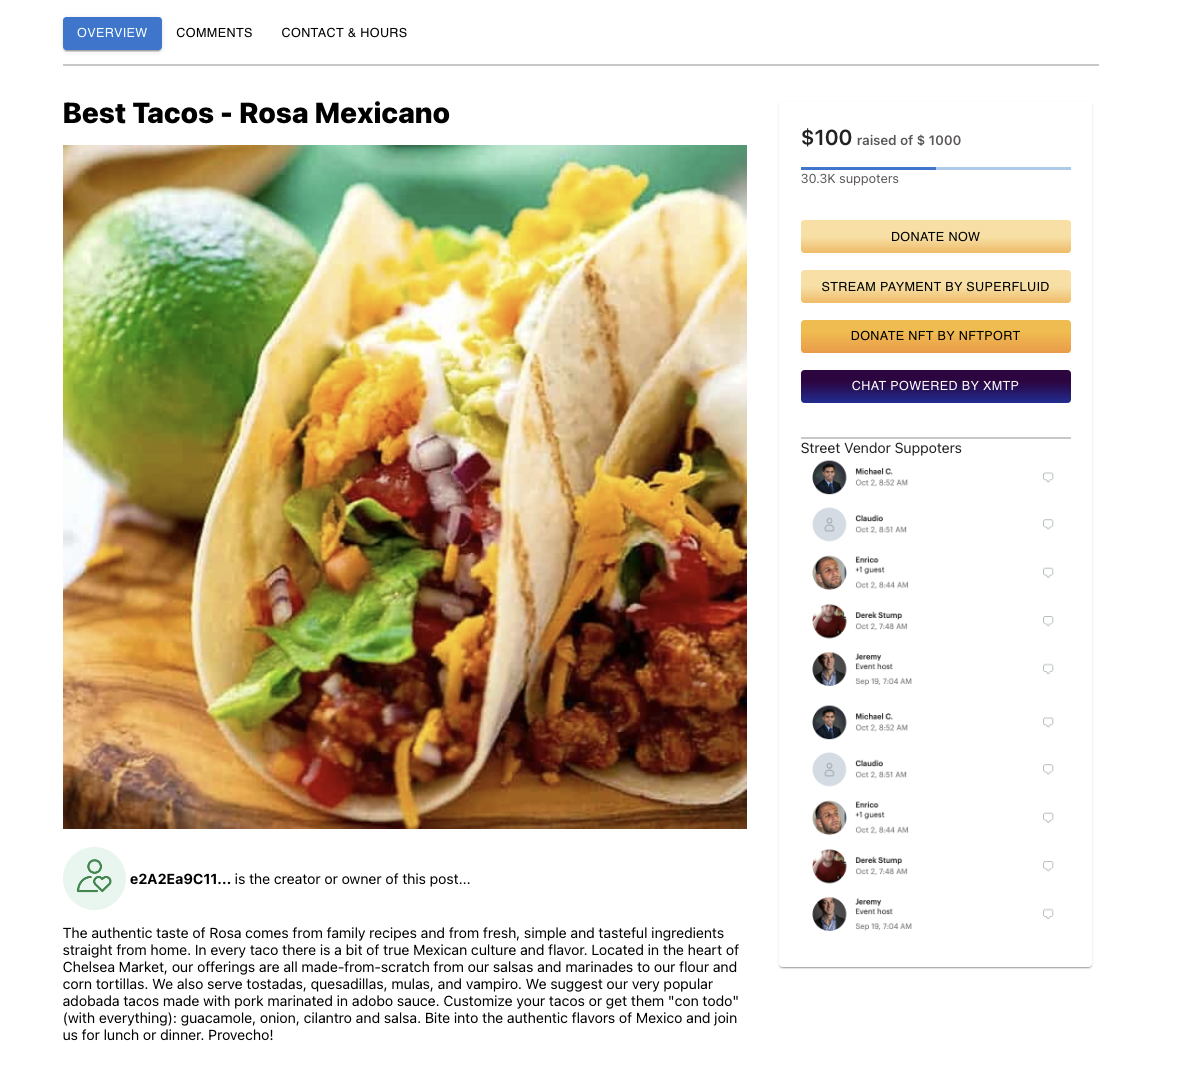 OVERVIEW COMMENTS CONTACT & HOURS
Best Tacos - Rosa Mexicano
e2A2Ea9C11... is the creator or owner of this post...
The authentic taste of Rosa comes from family recipes and from fresh, simple and tasteful ingredients
straight from home. In every taco there is a bit of true Mexican culture and flavor. Located in the heart of
Chelsea Market, our offerings are all made-from-scratch from our salsas and marinades to our flour and
corn tortillas. We also serve tostadas, quesadillas, mulas, and vampiro. We suggest our very popular
adobada tacos made with pork marinated in adobo sauce. Customize your tacos or get them "con todo"
(with everything): guacamole, onion, cilantro and salsa. Bite into the authentic flavors of Mexico and join
us for lunch or dinner. Provecho!
$100 raised of $ 1000
30.3K suppoters
DONATE NOW
STREAM PAYMENT BY SUPERFLUID
DONATE NFT BY NFTPORT
CHAT POWERED BY XMTP
Street Vendor Suppoters
Michael C.
Oct 2, 8:52 AM
Claudio
Oct 2, 8:51 AM
Enrico
+1 guest
Oct 2, 8:44 AM
Derek Stump
Oct 2, 7:48 AM
Jeremy
Event host
Sep 19, 7:04 AM
Michael C.
Oct 2, 8:52 AM
Claudio
Oct 2, 8:51 AM
Enrico
+1 guest
Oct 2, 8:44 AM
Derek Stump
Oct 2, 7:48 AM
Jeremy
Event host
Sep 19, 7:04 AM